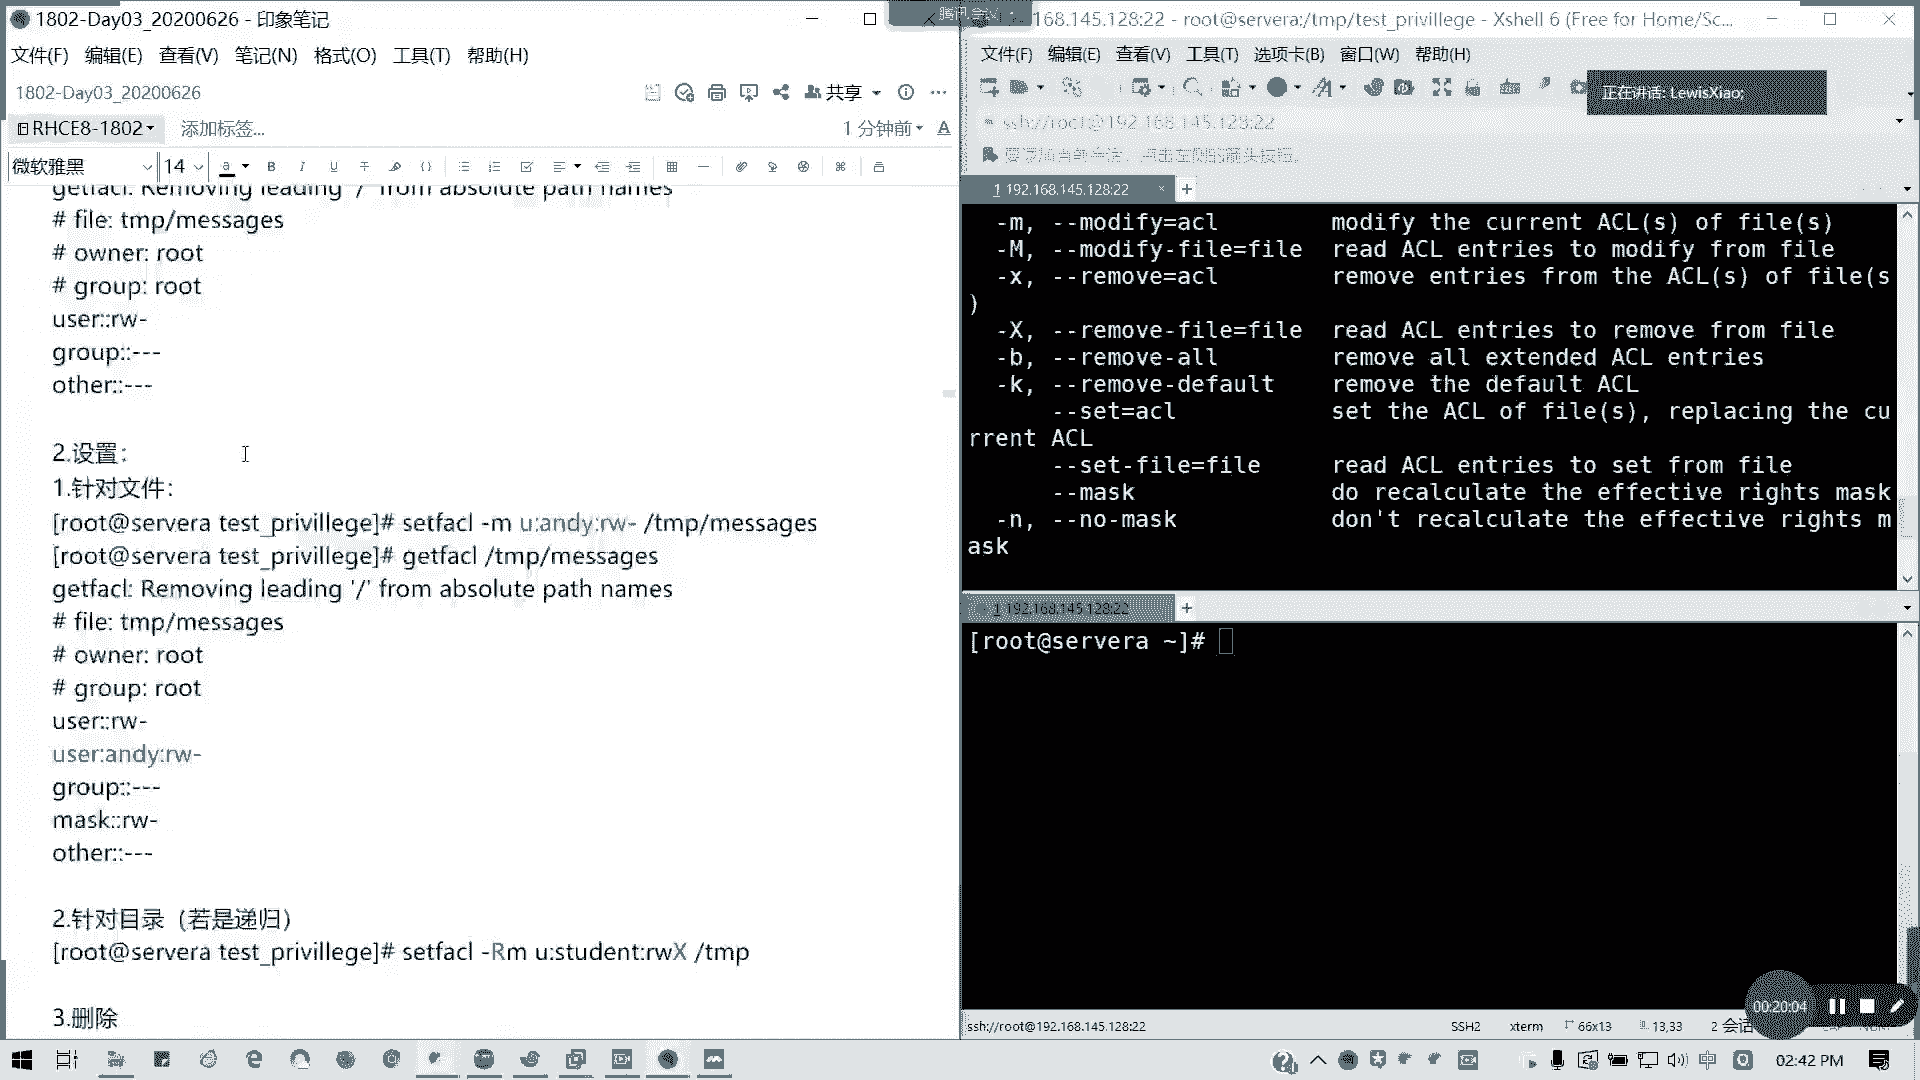 1802-Day03_20200626 - 印象笔记
文件(F) 编辑(E) 查看(V) 笔记(N) 格式(O) 工具(T) 帮助(H)
1802-Day03_20200626
共享
RHCE8-1802
添加标签...
1 分钟前
微软雅黑 14
getfacl: Removing leading '/' from absolute path names
# file: tmp/messages
# owner: root
# group: root
user::rw-
group::---
other::---
2.设置：
1.针对文件：
[root@servera test_privillege]# setfacl -m u:andy:rw- /tmp/messages
[root@servera test_privillege]# getfacl /tmp/messages
getfacl: Removing leading '/' from absolute path names
# file: tmp/messages
# owner: root
# group: root
user::rw-
user:andy:rw-
group::---
mask::rw-
other::---
2.针对目录（若是递归）
[root@servera test_privillege]# setfacl -Rm u:student:rwX /tmp
3.删除
腾讯会议
168.145.128:22 - root@servera:/tmp/test_privillege - Xshell 6 (Free for Home/Sc...
文件(F) 编辑(E) 查看(V) 工具(T) 选项卡(B) 窗口(W) 帮助(H)
正在讲话: LewisXiao;
ssh://root@192.168.145.128:22
1 192.168.145.128:22
-m, --modify=acl modify the current ACL(s) of file(s)
-M, --modify-file=file read ACL entries to modify from file
-x, --remove=acl remove entries from the ACL(s) of file(s
)
-X, --remove-file=file read ACL entries to remove from file
-b, --remove-all remove all extended ACL entries
-k, --remove-default remove the default ACL
--set=acl set the ACL of file(s), replacing the cu
rrent ACL
--set-file=file read ACL entries to set from file
--mask do recalculate the effective rights mask
-n, --no-mask don't recalculate the effective rights m
ask
1 192.168.145.128:22
[root@servera ~]#
00:20:04
ssh://root@192.168.145.128:22 SSH2 xterm 66x13 13,33 2 会话
中 02:42 PM